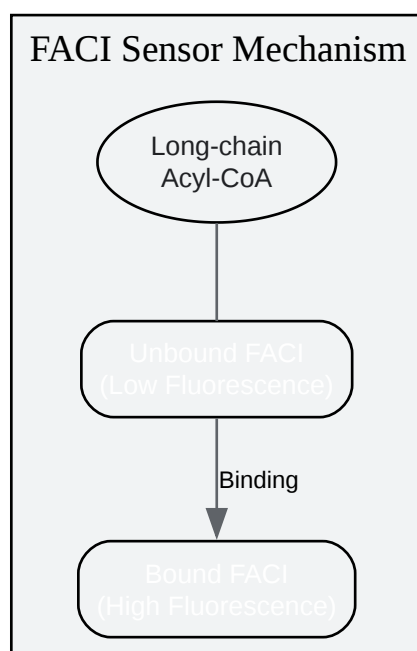 FACI Sensor Mechanism
Long-chain
Acyl-CoA
Unbound FACI
(Low Fluorescence)
Binding
Bound FACI
(High Fluorescence)